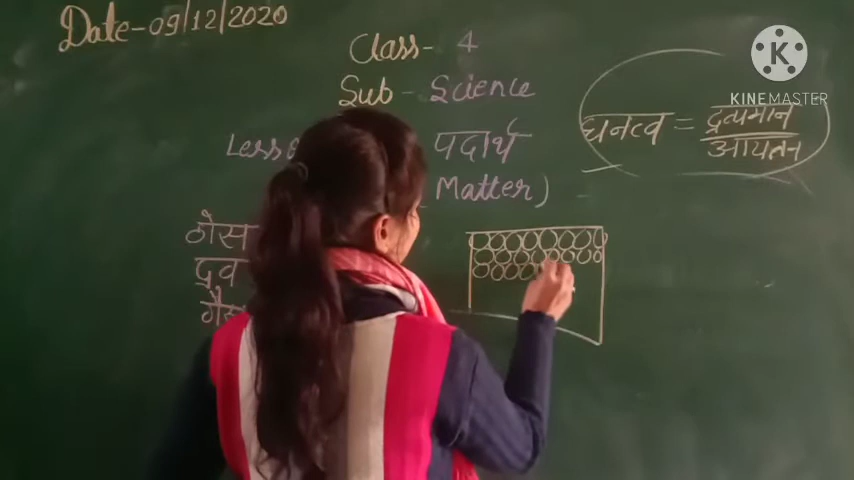 Date-09/12/2020
Class- 4
Sub - Science
पदार्थ
Matter)
ठोस
द्रव
घनत्व = द्रव्यमान
आयतन
K
KINEMASTER